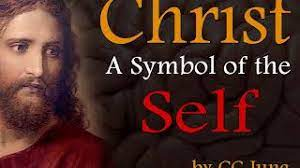 Christ
A Symbol of the
Self
by CG Jung